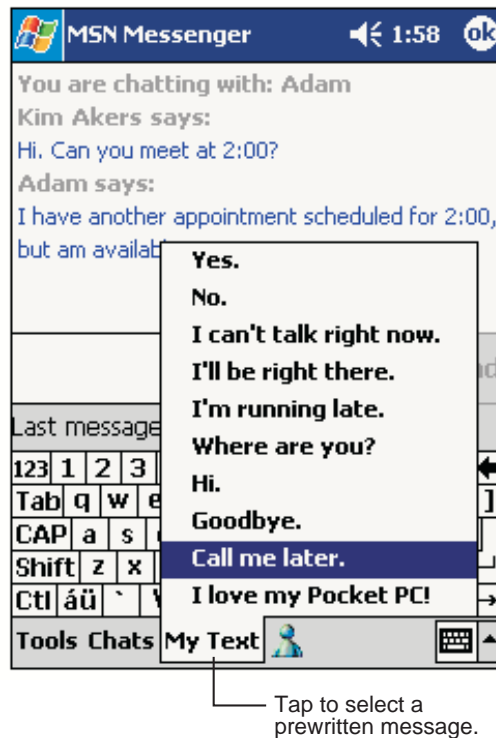 MSN Messenger 1:58 ok
You are chatting with: Adam
Kim Akers says:
Hi. Can you meet at 2:00?
Adam says:
I have another appointment scheduled for 2:00,
but am
Yes.
No.
I can't talk right now.
I'll be right there.
I'm running late.
Where are you?
Hi.
Goodbye.
Call me later.
I love my Pocket PC!
Last message
123 1 2 3
Tab q w e ]
CAP a s
Shift z x
Ctl áü `
Tools Chats My Text
Tap to select a
prewritten message.